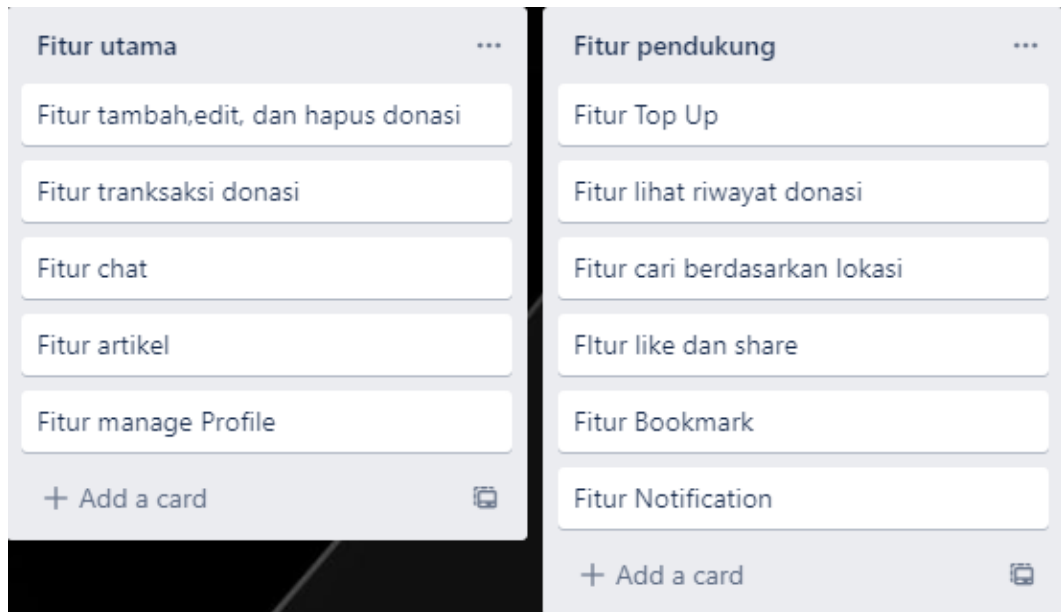 Fitur utama
Fitur tambah,edit, dan hapus donasi
Fitur tranksaksi donasi
Fitur chat
Fitur artikel
Fitur manage Profile
+ Add a card
Fitur pendukung
Fitur Top Up
Fitur lihat riwayat donasi
Fitur cari berdasarkan lokasi
FItur like dan share
Fitur Bookmark
Fitur Notification
+ Add a card